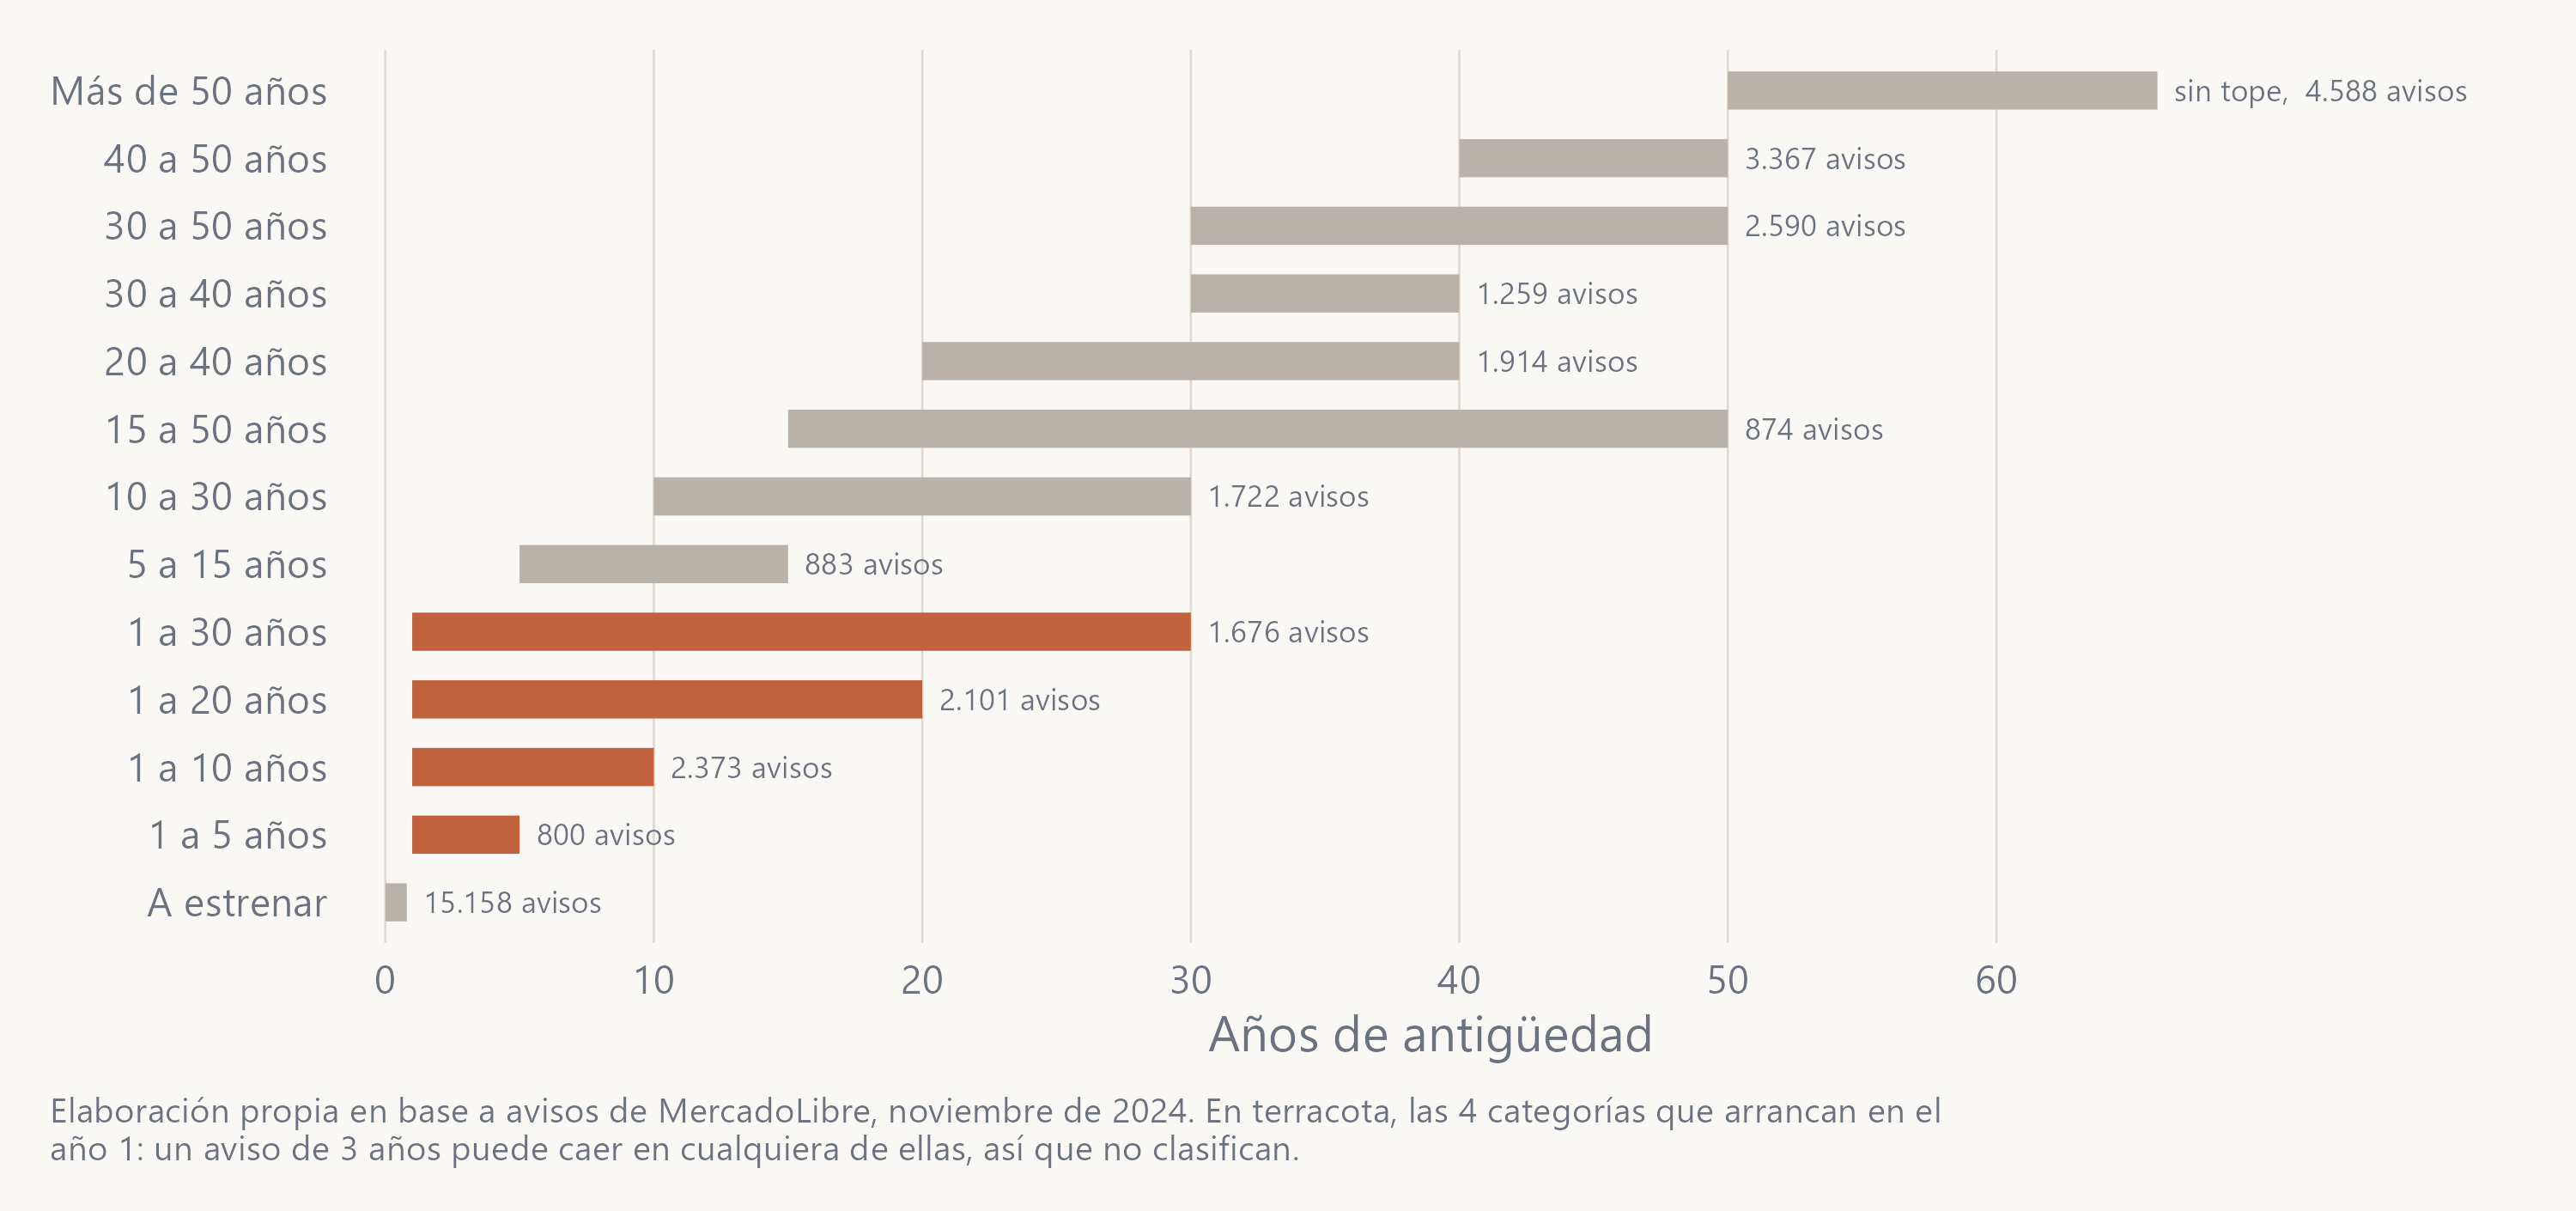 Más de 50 años
sin tope,  4.588 avisos
40 a 50 años
3.367 avisos
30 a 50 años
2.590 avisos
30 a 40 años
1.259 avisos
20 a 40 años
1.914 avisos
15 a 50 años
874 avisos
10 a 30 años
1.722 avisos
5 a 15 años
883 avisos
1 a 30 años
1.676 avisos
1 a 20 años
2.101 avisos
1 a 10 años
2.373 avisos
1 a 5 años
800 avisos
A estrenar
15.158 avisos
0 10 20 30 40 50 60
Años de antigüedad
Elaboración propia en base a avisos de MercadoLibre, noviembre de 2024. En terracota, las 4 categorías que arrancan en el
año 1: un aviso de 3 años puede caer en cualquiera de ellas, así que no clasifican.